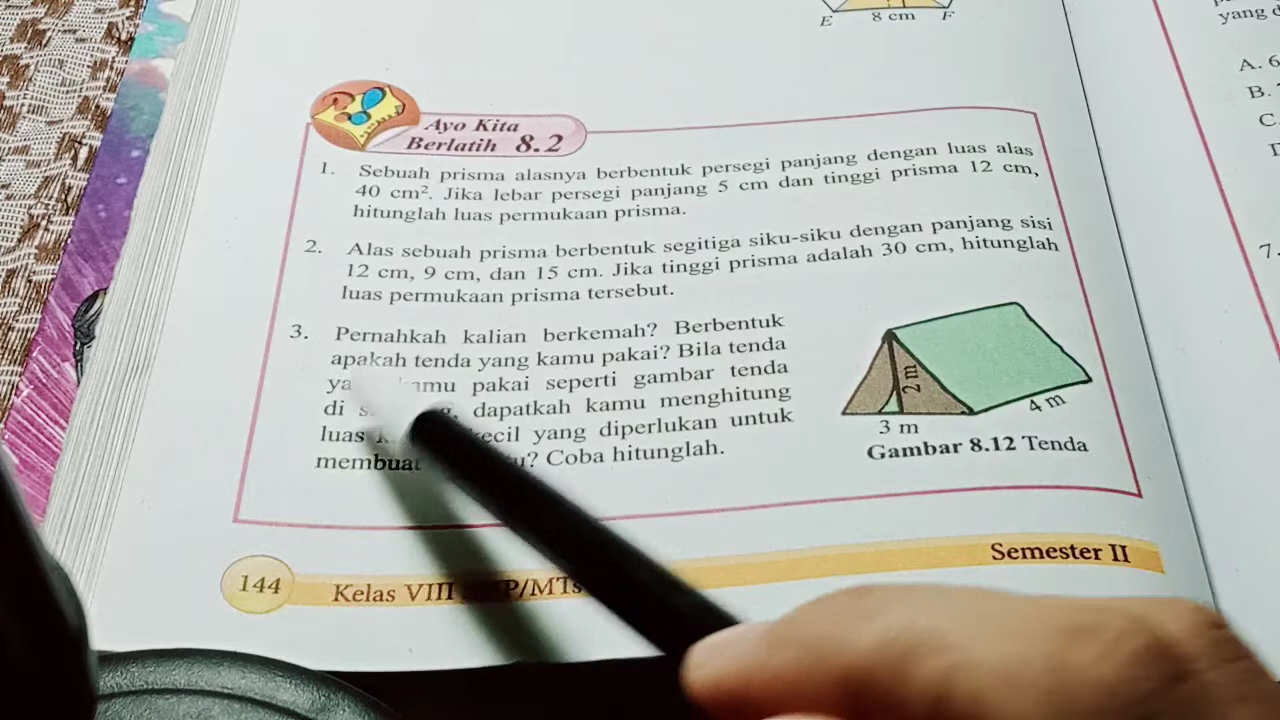 E 8 cm F
yang
A. 6
B.
C.
7.
Ayo Kita
Berlatih 8.2
1. Sebuah prisma alasnya berbentuk persegi panjang dengan luas alas
40 cm². Jika lebar persegi panjang 5 cm dan tinggi prisma 12 cm,
hitunglah luas permukaan prisma.
2. Alas sebuah prisma berbentuk segitiga siku-siku dengan panjang sisi
12 cm, 9 cm, dan 15 cm. Jika tinggi prisma adalah 30 cm, hitunglah
luas permukaan prisma tersebut.
3. Pernahkah kalian berkemah? Berbentuk
apakah tenda yang kamu pakai? Bila tenda
kamu pakai seperti gambar tenda
di dapatkah kamu menghitung
luas kecil yang diperlukan untuk
membuat Coba hitunglah.
2 m
3 m
4 m
Gambar 8.12 Tenda
144 Kelas VIII /MTs
Semester II